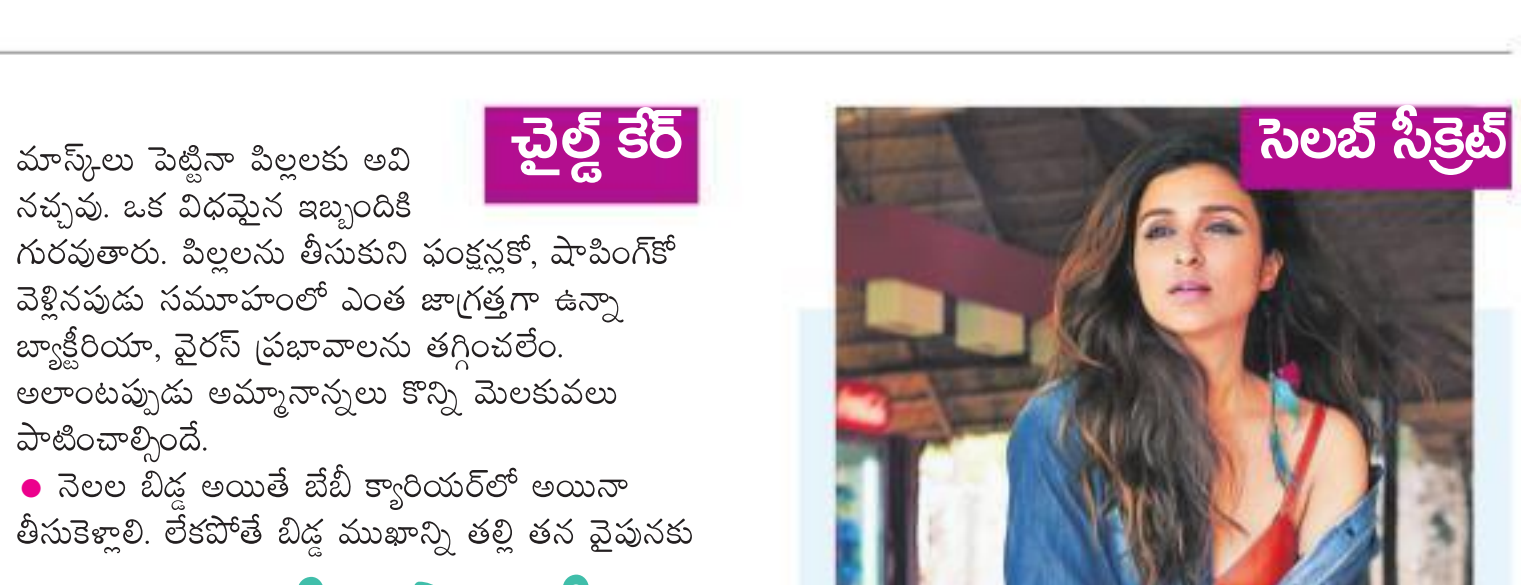 చైల్డ్ కేర్
మాస్క్‌లు పెట్టినా పిల్లలకు అవి
నచ్చవు. ఒక విధమైన ఇబ్బందికి
గురవుతారు. పిల్లలను తీసుకుని ఫంక్షన్లకో, షాపింగ్‌కో
వెళ్లినపుడు సమూహంలో ఎంత జాగ్రత్తగా ఉన్నా
బ్యాక్టీరియా, వైరస్ ప్రభావాలను తగ్గించలేం.
అలాంటప్పుడు అమ్మానాన్నలు కొన్ని మెలకువలు
పాటించాల్సిందే.
● నెలల బిడ్డ అయితే బేబీ క్యారియర్‌లో అయినా
తీసుకెళ్లాలి. లేకపోతే బిడ్డ ముఖాన్ని తల్లి తన వైపునకు
సెలబ్ సీక్రెట్